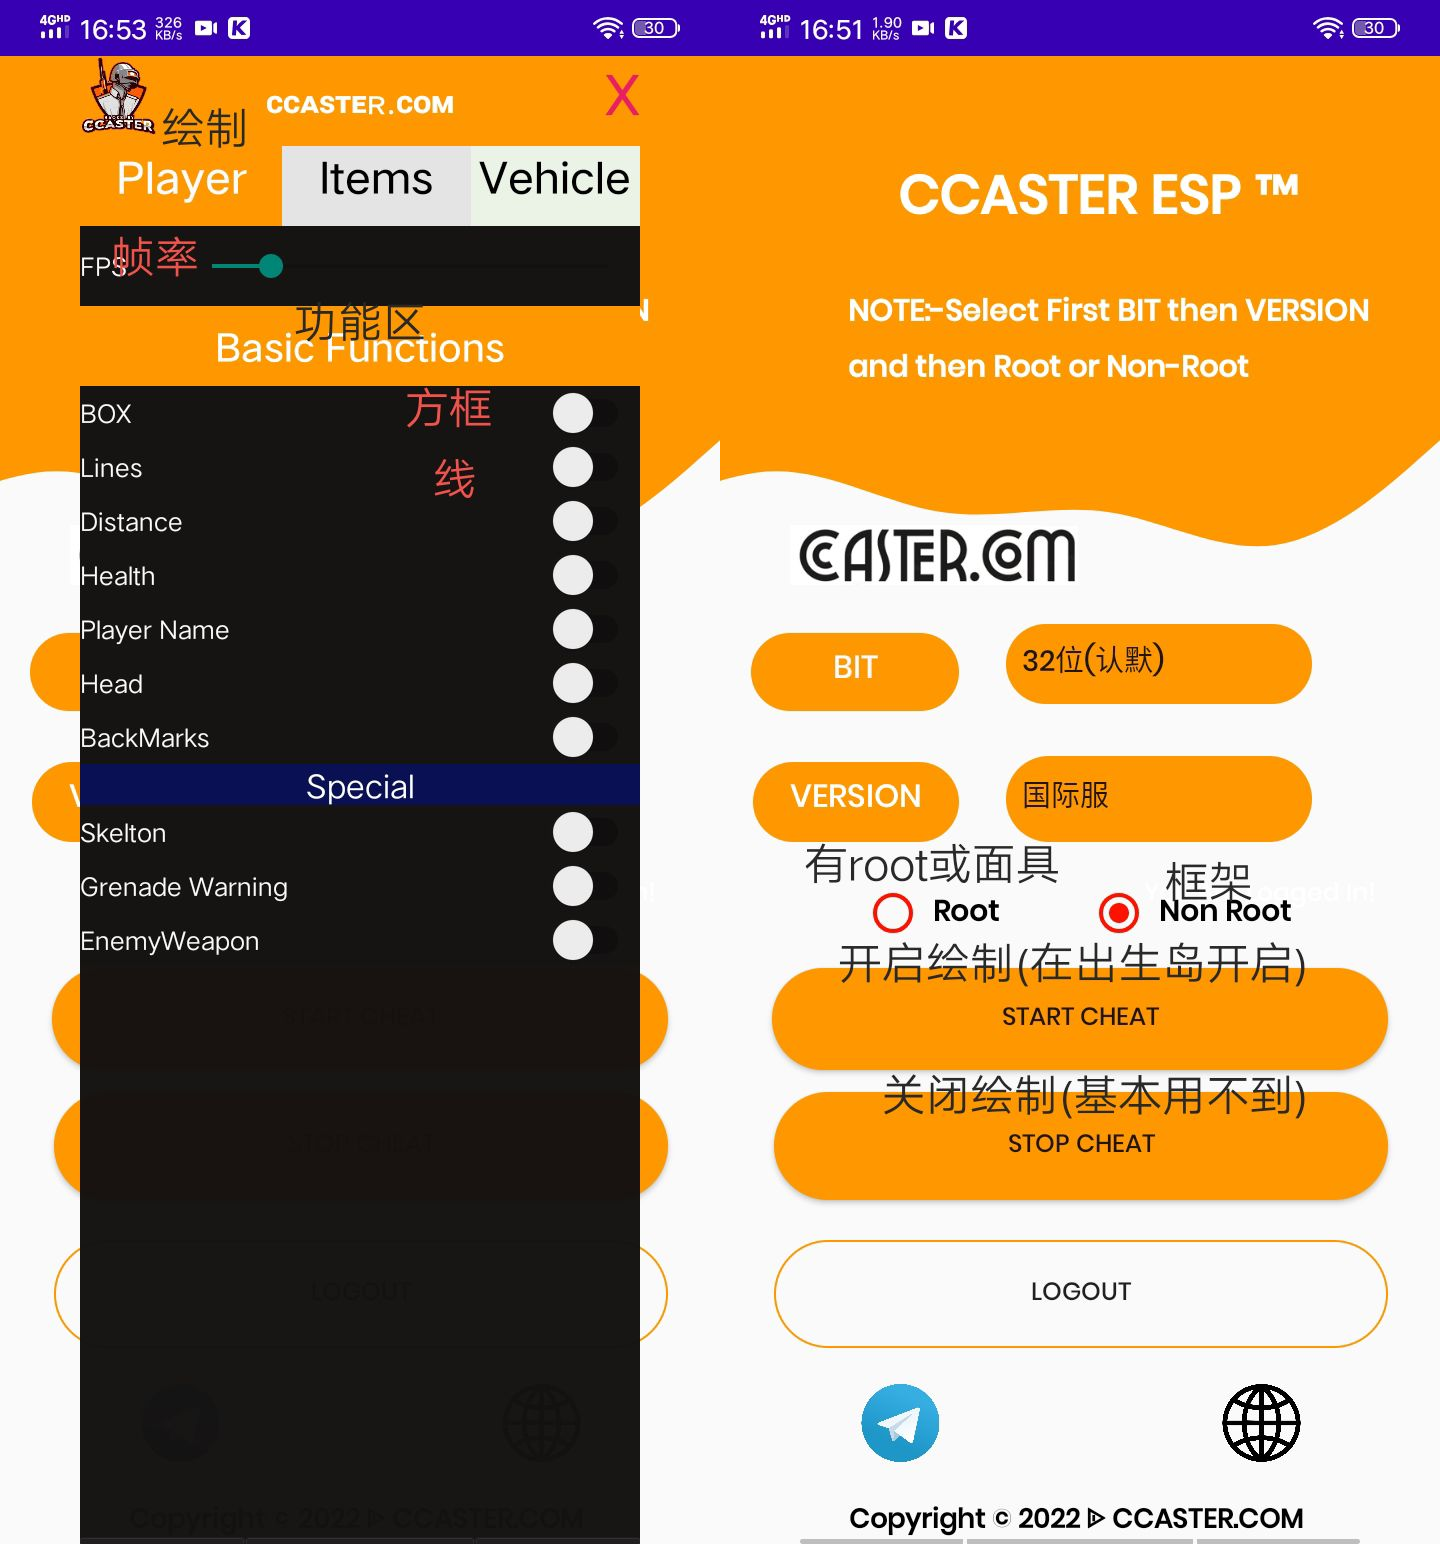 4GHD 16:53 326 KB/s 30
CCASTER
绘制
CCASTER.COM
X
Player Items Vehicle
FPS 帧率
功能区
Basic Functions
BOX 方框
Lines 线
Distance
Health
Player Name
Head
BackMarks
Special
Skelton
Grenade Warning
EnemyWeapon
START CHEAT
STOP CHEAT
LOGOUT
Copyright © 2022 CCASTER.COM
4GHD 16:51 1.90 KB/s 30
CCASTER ESP ™
NOTE:-Select First BIT then VERSION
and then Root or Non-Root
CCASTER.COM
BIT 32位(认默)
VERSION 国际服
有root或面具 框架
Root Non Root
开启绘制(在出生岛开启)
START CHEAT
关闭绘制(基本用不到)
STOP CHEAT
LOGOUT
Copyright © 2022 CCASTER.COM